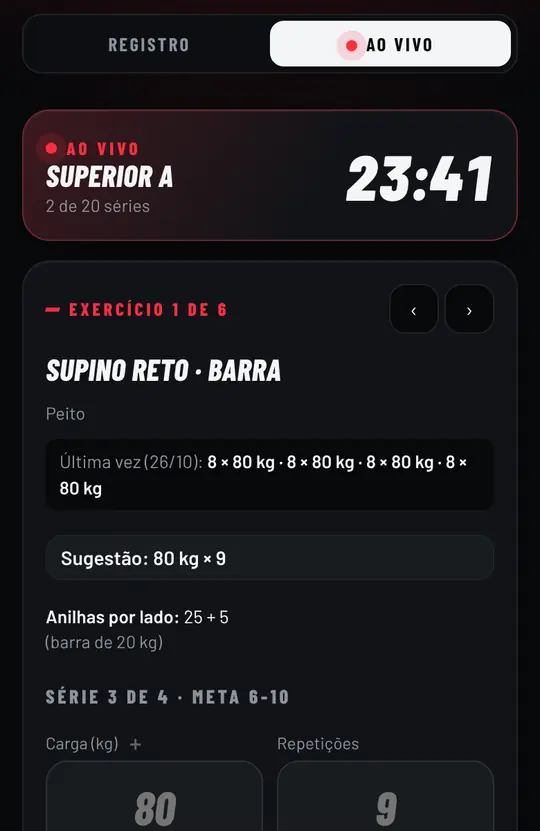 REGISTRO
AO VIVO
AO VIVO
SUPERIOR A
23:41
2 de 20 séries
EXERCÍCIO 1 DE 6
‹ ›
SUPINO RETO · BARRA
Peito
Última vez (26/10): 8 × 80 kg · 8 × 80 kg · 8 × 80 kg · 8 ×
80 kg
Sugestão: 80 kg × 9
Anilhas por lado: 25 + 5
(barra de 20 kg)
SÉRIE 3 DE 4 · META 6-10
Carga (kg) +
Repetições
80
9